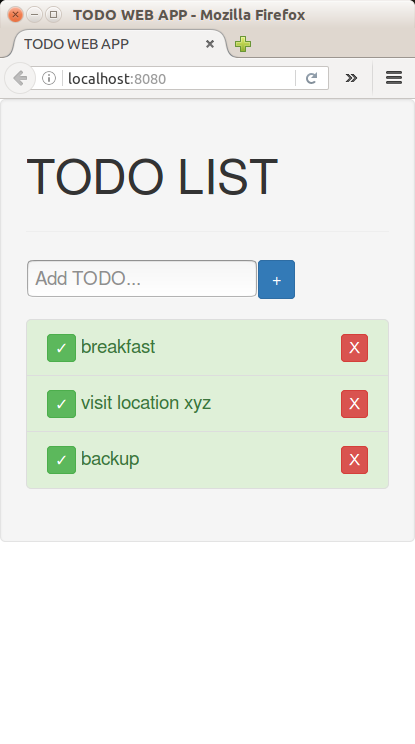 TODO WEB APP - Mozilla Firefox
TODO WEB APP
localhost:8080
TODO LIST
Add TODO...
+
✓ breakfast X
✓ visit location xyz X
✓ backup X